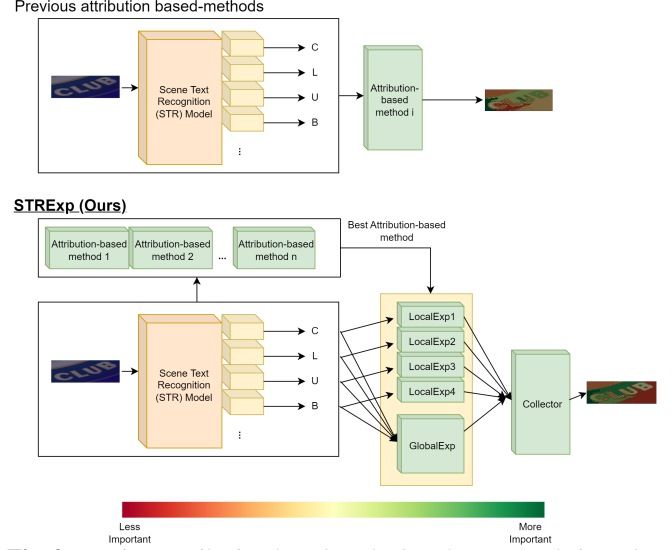 Previous attribution based-methods
CLUB
Scene Text
Recognition
(STR) Model
C
L
U
B
...
Attribution-
based
method i
STRExp (Ours)
Attribution-based
method 1
Attribution-based
method 2
...
Attribution-based
method n
Best Attribution-based
method
CLUB
Scene Text
Recognition
(STR) Model
C
L
U
B
...
LocalExp1
LocalExp2
LocalExp3
LocalExp4
GlobalExp
Collector
CLUB
Less
Important
More
Important